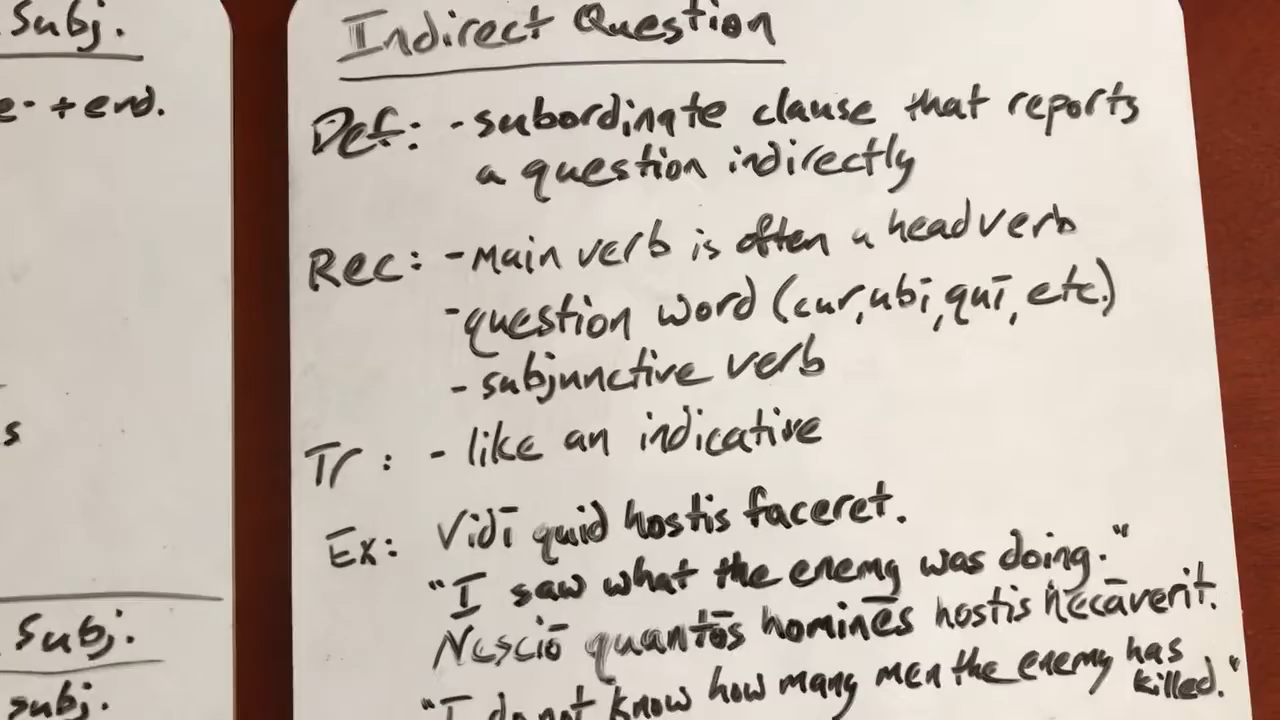 Subj.
e- + end.
s
Subj.
subj.
Indirect Question
Def: - subordinate clause that reports
a question indirectly
Rec: - Main verb is often a head verb
- question word (cur, ubi, quī, etc.)
- subjunctive verb
Tr: - like an indicative
Ex: Vidī quid hostis faceret.
"I saw what the enemy was doing."
Nesciō quantōs hominēs hostis necāverit.
"I do not know how many men the enemy has
killed."